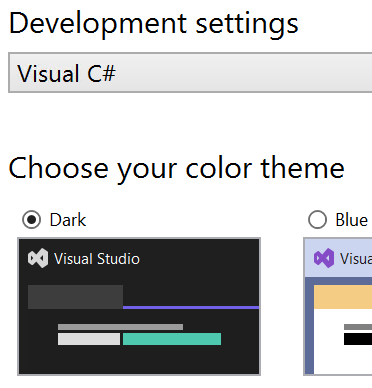 Development settings
Visual C#
Choose your color theme
Dark
Blue
Visual Studio